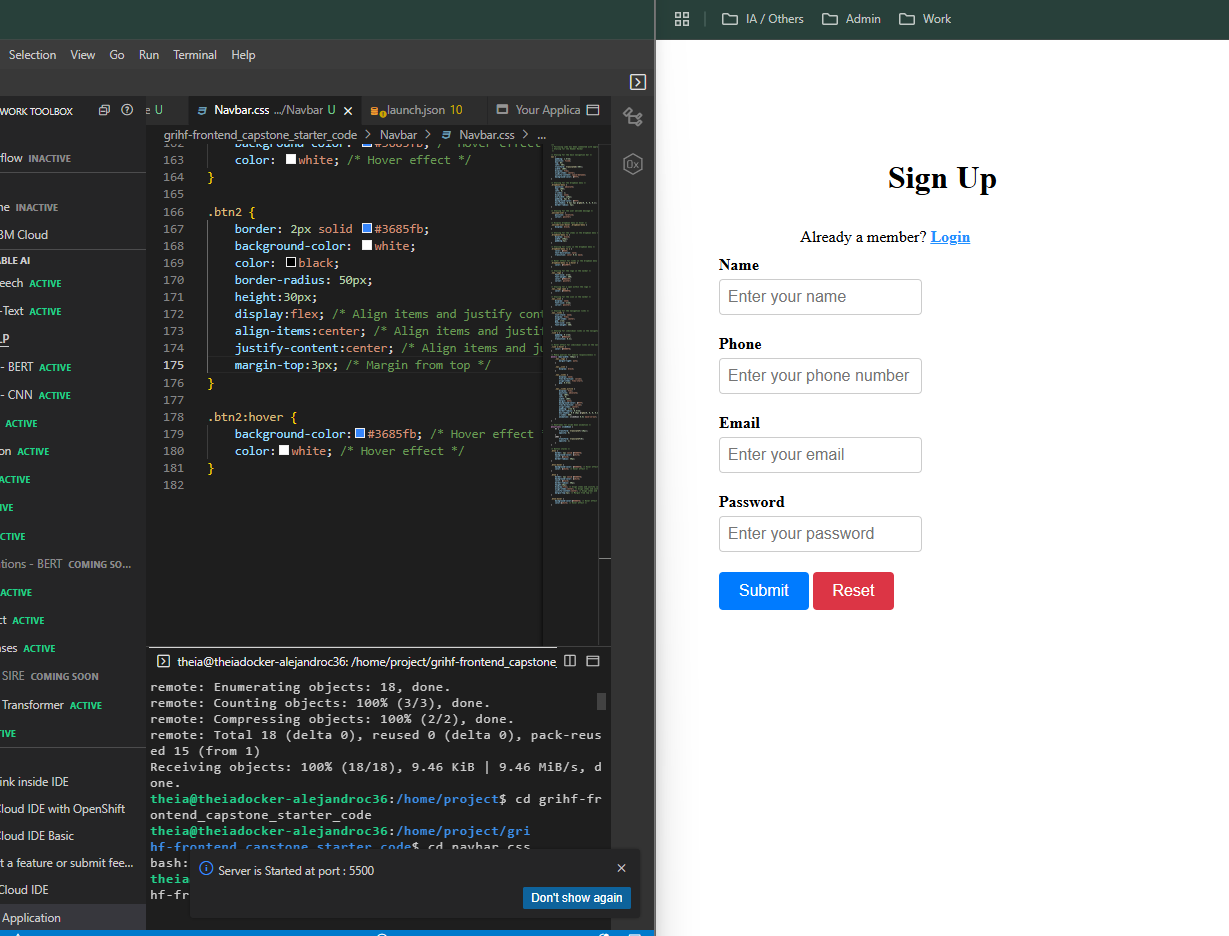 IA / Others
Admin
Work
Selection View Go Run Terminal Help
WORK TOOLBOX
e U
Navbar.css .../Navbar U
launch.json 10
Your Applica
grihf-frontend_capstone_starter_code > Navbar > Navbar.css > ...
flow INACTIVE
ne INACTIVE
BM Cloud
ABLE AI
eech ACTIVE
-Text ACTIVE
LP
- BERT ACTIVE
- CNN ACTIVE
ACTIVE
on ACTIVE
ACTIVE
IVE
CTIVE
tions - BERT COMING SO...
ACTIVE
ct ACTIVE
ases ACTIVE
SIRE COMING SOON
Transformer ACTIVE
TIVE
ink inside IDE
Cloud IDE with OpenShift
Cloud IDE Basic
t a feature or submit fee...
Cloud IDE
Application
162 background-color: #3685fb; /* Hover effect
163 color: white; /* Hover effect */
164 }
165
166 .btn2 {
167 border: 2px solid #3685fb;
168 background-color: white;
169 color: black;
170 border-radius: 50px;
171 height:30px;
172 display:flex; /* Align items and justify cont
173 align-items:center; /* Align items and justif
174 justify-content:center; /* Align items and ju
175 margin-top:3px; /* Margin from top */
176 }
177
178 .btn2:hover {
179 background-color:#3685fb; /* Hover effect
180 color:white; /* Hover effect */
181 }
182
theia@theiadocker-alejandroc36: /home/project/grihf-frontend_capstone_
remote: Enumerating objects: 18, done.
remote: Counting objects: 100% (3/3), done.
remote: Compressing objects: 100% (2/2), done.
remote: Total 18 (delta 0), reused 0 (delta 0), pack-reus
ed 15 (from 1)
Receiving objects: 100% (18/18), 9.46 KiB | 9.46 MiB/s, d
one.
theia@theiadocker-alejandroc36:/home/project$ cd grihf-fr
ontend_capstone_starter_code
theia@theiadocker-alejandroc36:/home/project/gri
hf-frontend_capstone_starter_code$ cd navbar.css
bash:
theia
hf-fr
Server is Started at port : 5500
Don't show again
0x
Sign Up
Already a member? Login
Name
Enter your name
Phone
Enter your phone number
Email
Enter your email
Password
Enter your password
Submit Reset